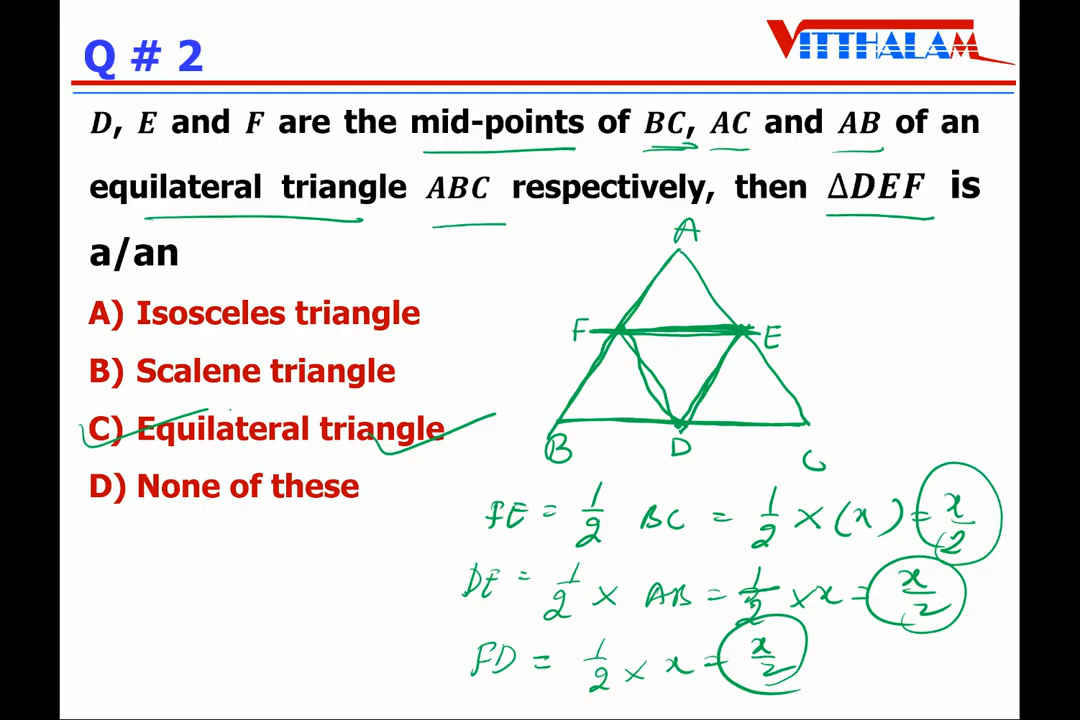 Q # 2
VITTHALAM
D, E and F are the mid-points of BC, AC and AB of an
equilateral triangle ABC respectively, then ΔDEF is
a/an
A) Isosceles triangle
B) Scalene triangle
C) Equilateral triangle
D) None of these
A
F
E
B
D
C
FE = 1/2 BC = 1/2 × (x) = x/2
DE = 1/2 × AB = 1/2 × x = x/2
FD = 1/2 × x = x/2